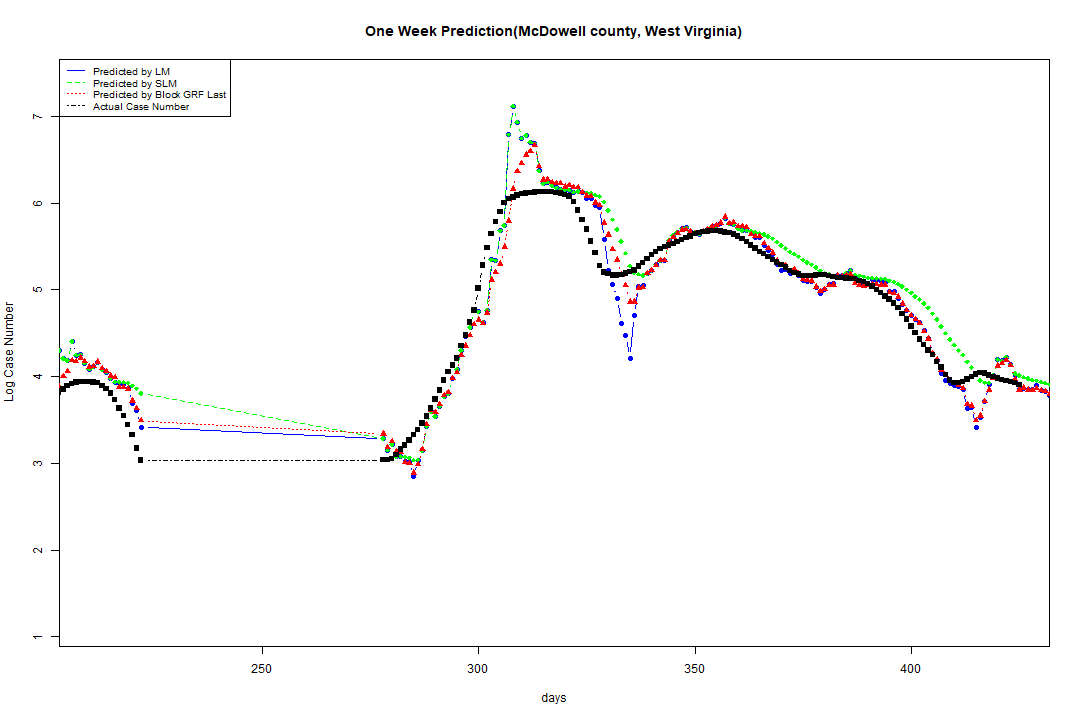 One Week Prediction(McDowell county, West Virginia)
Predicted by LM
Predicted by SLM
Predicted by Block GRF Last
Actual Case Number
7
6
5
4
3
2
1
Log Case Number
250 300 350 400
days